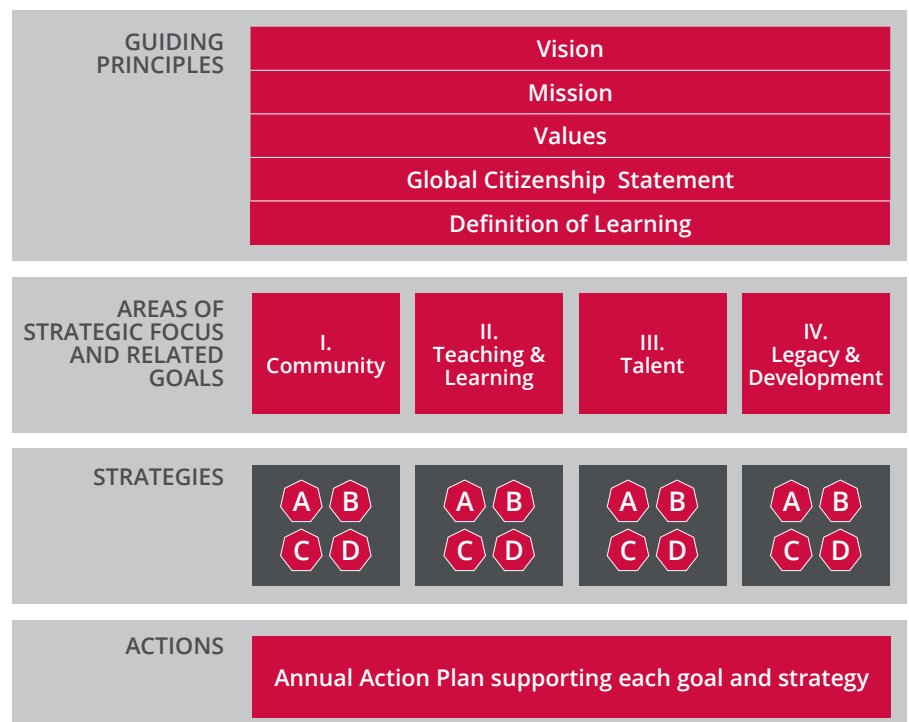 GUIDING
PRINCIPLES
Vision
Mission
Values
Global Citizenship Statement
Definition of Learning
AREAS OF
STRATEGIC FOCUS
AND RELATED
GOALS
I.
Community
II.
Teaching &
Learning
III.
Talent
IV.
Legacy &
Development
STRATEGIES
A B
C D
A B
C D
A B
C D
A B
C D
ACTIONS
Annual Action Plan supporting each goal and strategy